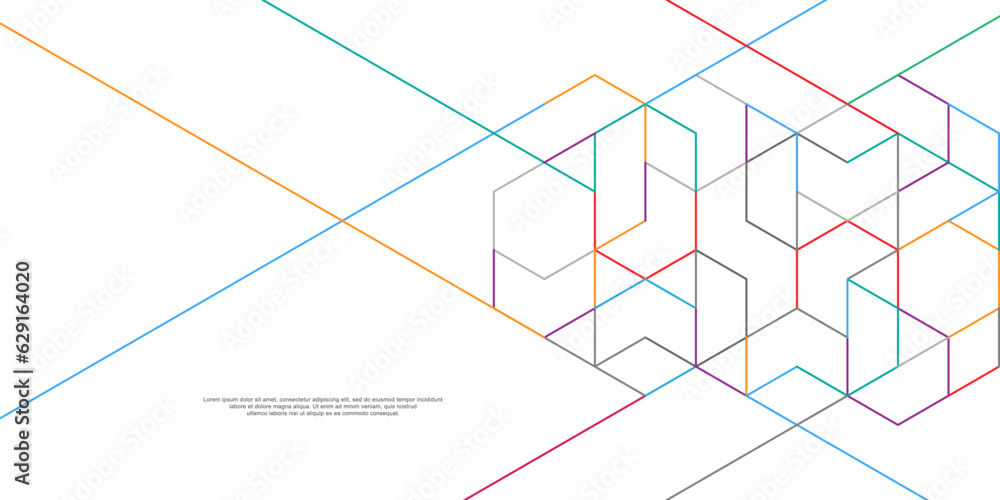 Lorem ipsum dolor sit amet, consectetur adipiscing elit, sed do eiusmod tempor incididunt
labore et dolore magna aliqua. Ut enim ad minim veniam, quis nostrud
ullamco laboris nisi ut aliquip ex ea commodo consequat.
Adobe Stock | #629164020